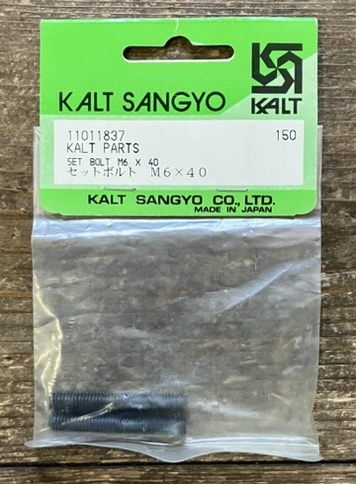 KALT SANGYO
KALT
11011837 150
KALT PARTS
SET BOLT M6 X 40
セットボルト M6×40
KALT SANGYO CO., LTD.
MADE IN JAPAN